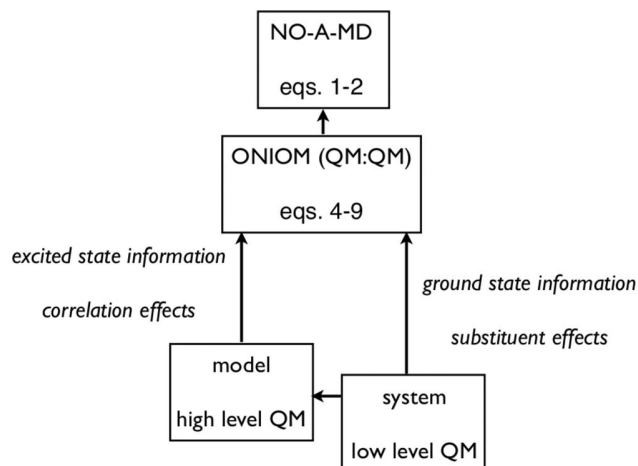 NO-A-MD
eqs. 1-2
ONIOM (QM:QM)
eqs. 4-9
excited state information
correlation effects
ground state information
substituent effects
model
high level QM
system
low level QM